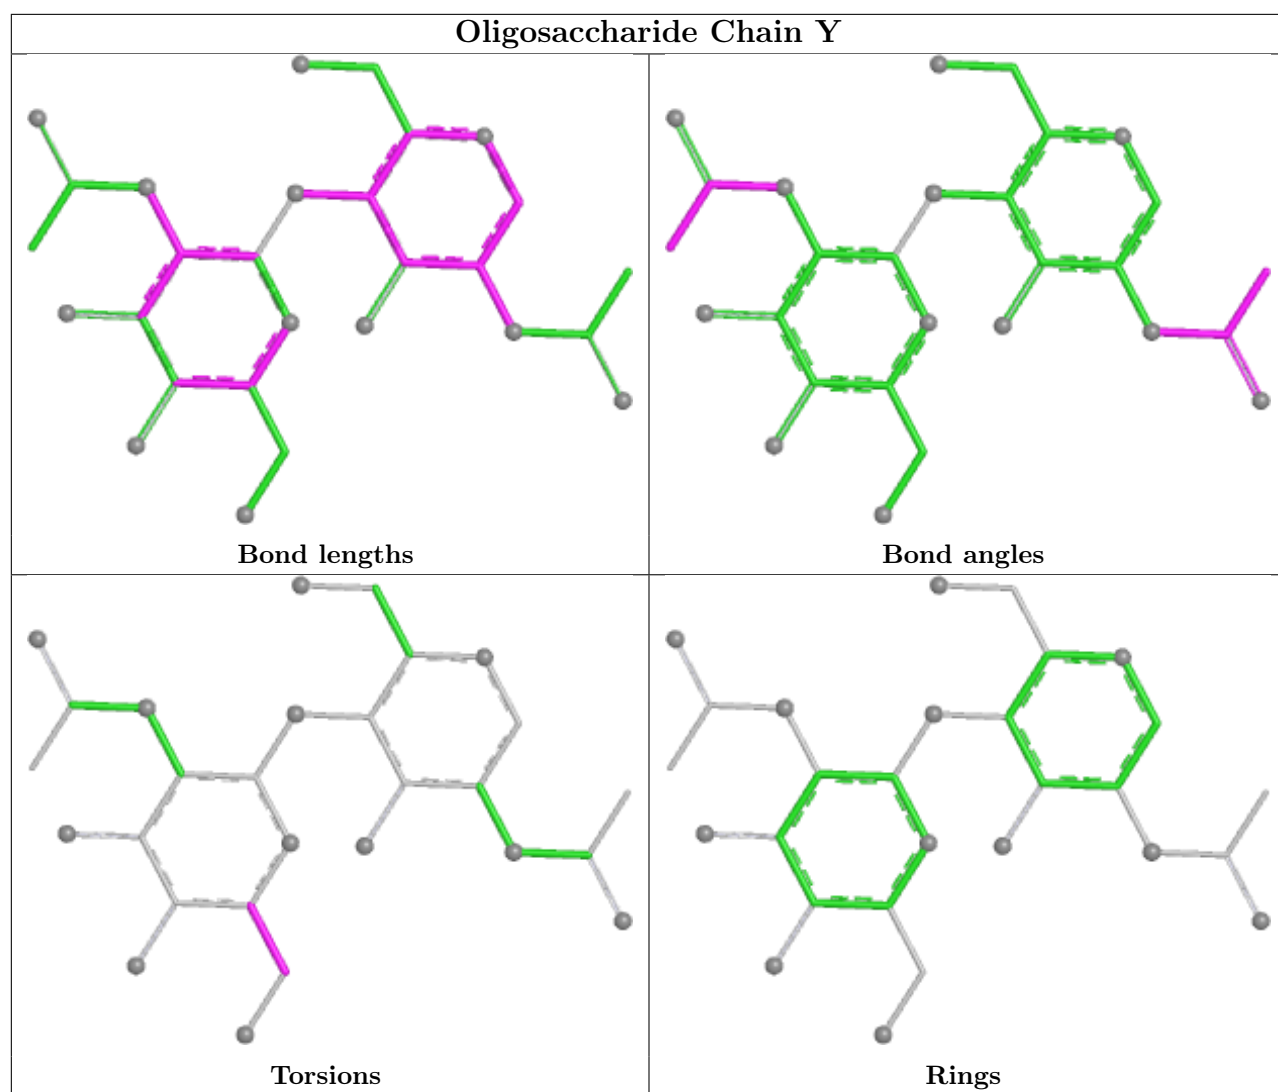 Oligosaccharide Chain Y
Bond lengths
Bond angles
Torsions
Rings